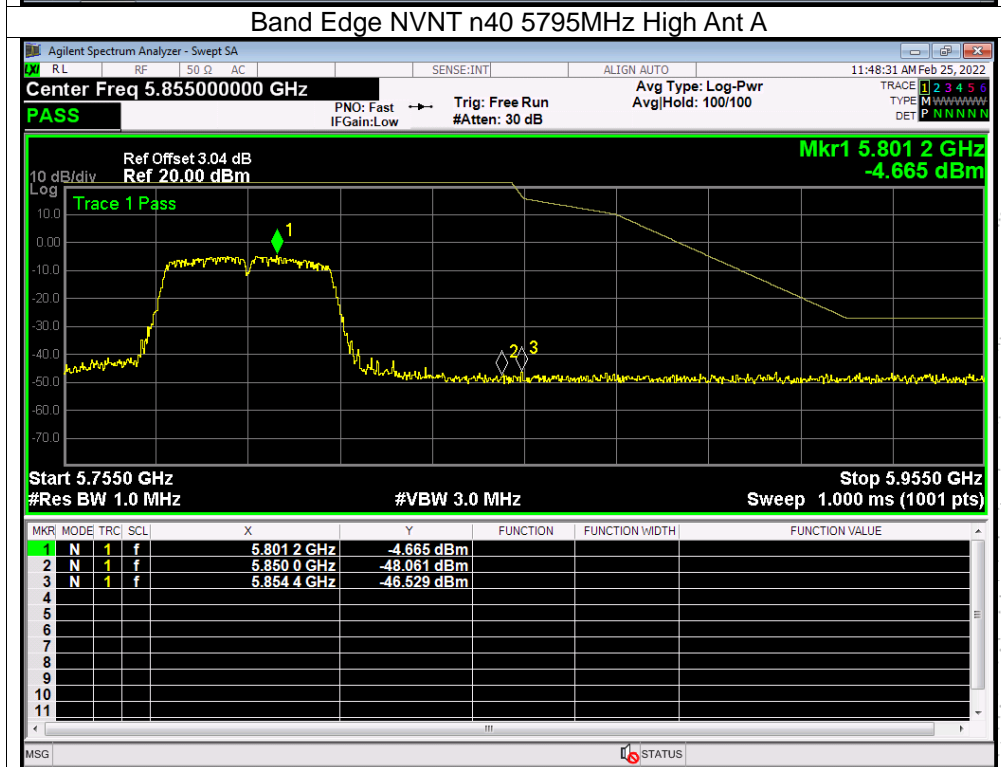 Band Edge NVNT n40 5795MHz High Ant A
Agilent Spectrum Analyzer - Swept SA
LXI RL RF 50 Ω AC SENSE:INT ALIGN AUTO 11:48:31 AM Feb 25, 2022
Center Freq 5.855000000 GHz Avg Type: Log-Pwr TRACE 1 2 3 4 5 6
PNO: Fast Trig: Free Run Avg|Hold: 100/100 TYPE M WWWWW
PASS IFGain:Low #Atten: 30 dB DET P N N N N N
Mkr1 5.801 2 GHz
Ref Offset 3.04 dB
10 dB/div Ref 20.00 dBm -4.665 dBm
Log
Trace 1 Pass
10.0
1
0.00
-10.0
-20.0
-30.0
-40.0
2 3
-50.0
-60.0
-70.0
Start 5.7550 GHz Stop 5.9550 GHz
#Res BW 1.0 MHz #VBW 3.0 MHz Sweep 1.000 ms (1001 pts)
MKR MODE TRC SCL X Y FUNCTION FUNCTION WIDTH FUNCTION VALUE
1 N 1 f 5.801 2 GHz -4.665 dBm
2 N 1 f 5.850 0 GHz -48.061 dBm
3 N 1 f 5.854 4 GHz -46.529 dBm
4
5
6
7
8
9
10
11
MSG STATUS